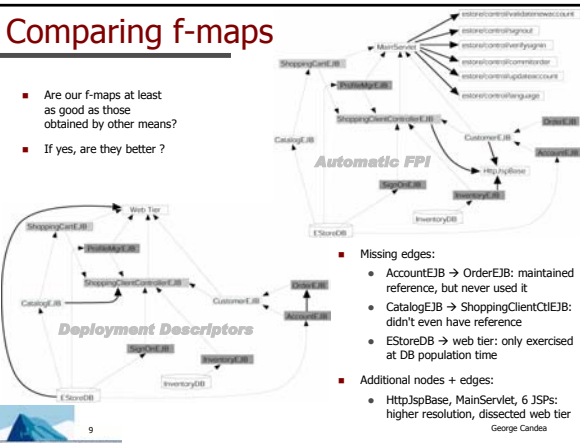 Comparing f-maps
■ Are our f-maps at least
as good as those
obtained by other means?
■ If yes, are they better ?
estore/control/validatenewaccount
estore/control/signout
estore/control/verifysignin
estore/control/commitorder
estore/control/updateaccount
estore/control/language
MainServlet
ShoppingCartEJB
ProfileMgrEJB
ShoppingClientControllerEJB
OrderEJB
CustomerEJB
CatalogEJB
AccountEJB
Automatic FPI
HttpJspBase
SignOnEJB
InventoryEJB
InventoryDB
EStoreDB
Web Tier
ShoppingCartEJB
ProfileMgrEJB
ShoppingClientControllerEJB
OrderEJB
CatalogEJB
CustomerEJB
AccountEJB
Deployment Descriptors
SignOnEJB
InventoryEJB
InventoryDB
EStoreDB
■ Missing edges:
● AccountEJB → OrderEJB: maintained
reference, but never used it
● CatalogEJB → ShoppingClientCtlEJB:
didn't even have reference
● EStoreDB → web tier: only exercised
at DB population time
■ Additional nodes + edges:
● HttpJspBase, MainServlet, 6 JSPs:
higher resolution, dissected web tier
9
George Candea